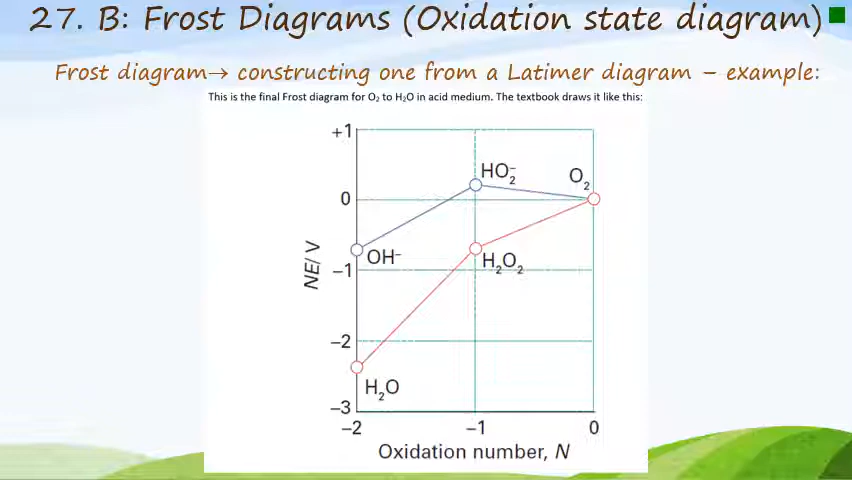 27. B: Frost Diagrams (Oxidation state diagram)
Frost diagram→ constructing one from a Latimer diagram – example:
This is the final Frost diagram for O₂ to H₂O in acid medium. The textbook draws it like this:
+1
HO₂⁻
O₂
0
OH⁻
H₂O₂
NE/ V
–1
–2
H₂O
–3
–2
–1
0
Oxidation number, N